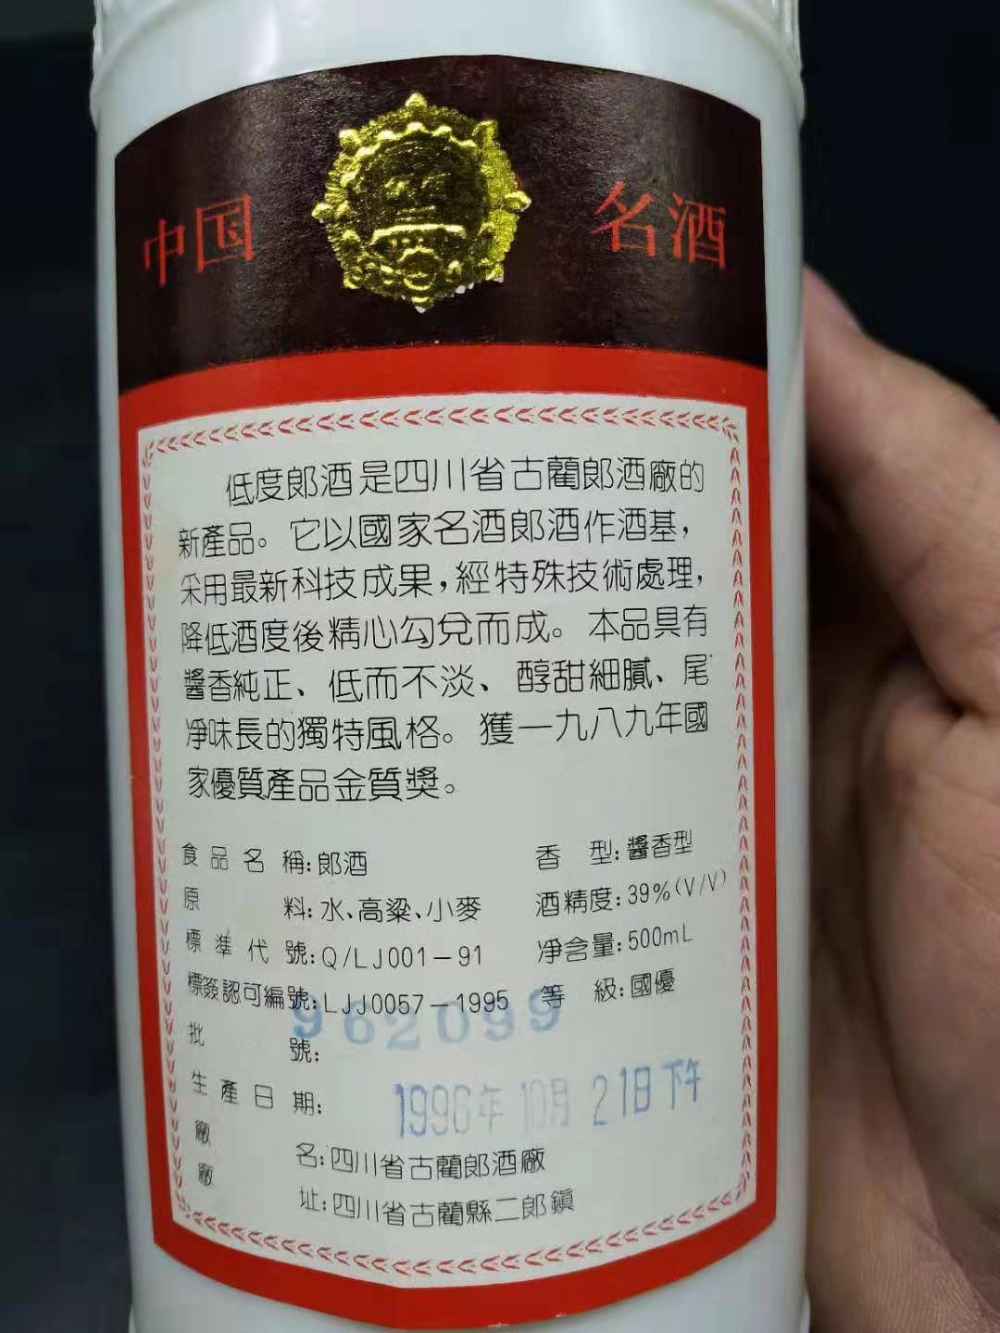 中国 名酒
低度郎酒是四川省古藺郎酒廠的
新產品。它以國家名酒郎酒作酒基，
采用最新科技成果，經特殊技術處理，
降低酒度後精心勾兌而成。本品具有
醬香純正、低而不淡、醇甜細膩、尾
凈味長的獨特風格。獲一九八九年國
家優質產品金質獎。
食品名稱：郎酒 香型：醬香型
原料：水、高粱、小麥 酒精度：39%(V/V)
標準代號：Q/LJ001－91 凈含量：500mL
標簽認可編號：LJJ0057－1995 等級：國優
批號：962099
生產日期：1996年10月21日下午
廠名：四川省古藺郎酒廠
廠址：四川省古藺縣二郎鎮